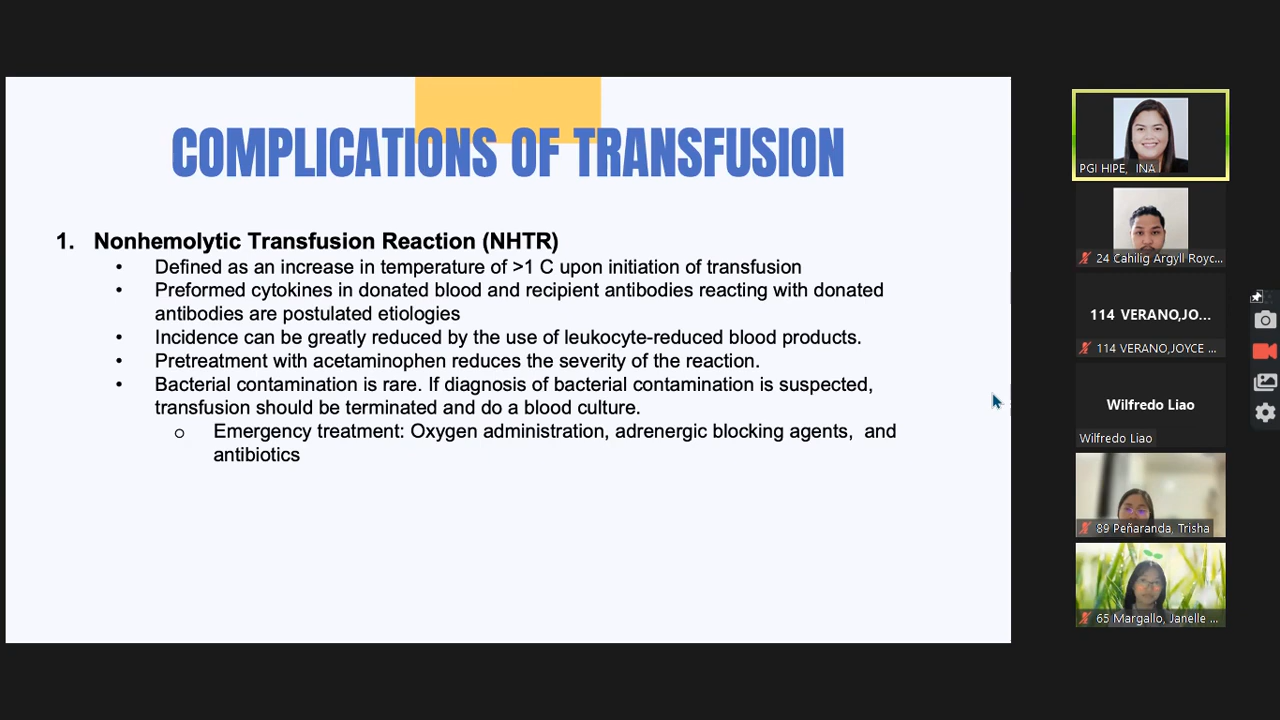 COMPLICATIONS OF TRANSFUSION
1. Nonhemolytic Transfusion Reaction (NHTR)
• Defined as an increase in temperature of >1 C upon initiation of transfusion
• Preformed cytokines in donated blood and recipient antibodies reacting with donated
antibodies are postulated etiologies
• Incidence can be greatly reduced by the use of leukocyte-reduced blood products.
• Pretreatment with acetaminophen reduces the severity of the reaction.
• Bacterial contamination is rare. If diagnosis of bacterial contamination is suspected,
transfusion should be terminated and do a blood culture.
o Emergency treatment: Oxygen administration, adrenergic blocking agents, and
antibiotics
PGI HIPE, INA
24 Cahilig Argyll Royc...
114 VERANO,JO...
114 VERANO,JOYCE ...
Wilfredo Liao
Wilfredo Liao
89 Peñaranda, Trisha
65 Margallo, Janelle ...